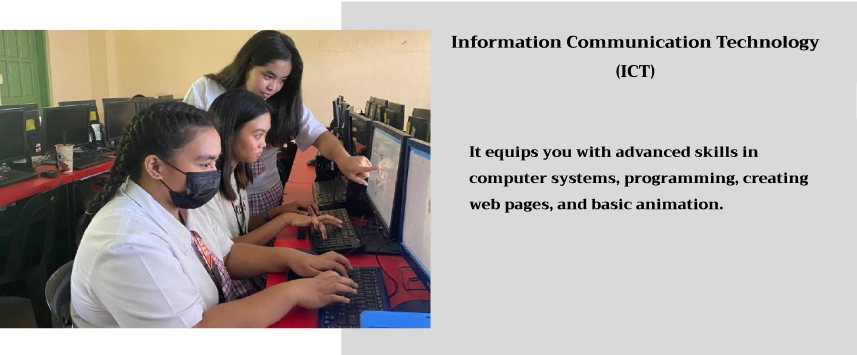 Information Communication Technology
(ICT)
It equips you with advanced skills in
computer systems, programming, creating
web pages, and basic animation.